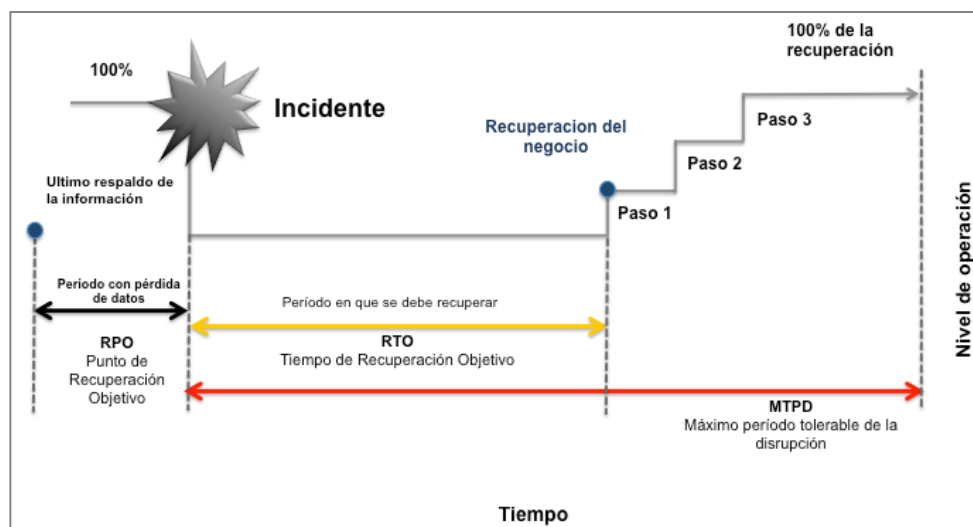 100%
Incidente
100% de la
recuperación
Recuperacion del
negocio
Paso 3
Paso 2
Paso 1
Ultimo respaldo de
la información
Periodo con pérdida
de datos
Período en que se debe recuperar
RPO
Punto de
Recuperación
Objetivo
RTO
Tiempo de Recuperación Objetivo
MTPD
Máximo período tolerable de la
disrupción
Nivel de operación
Tiempo